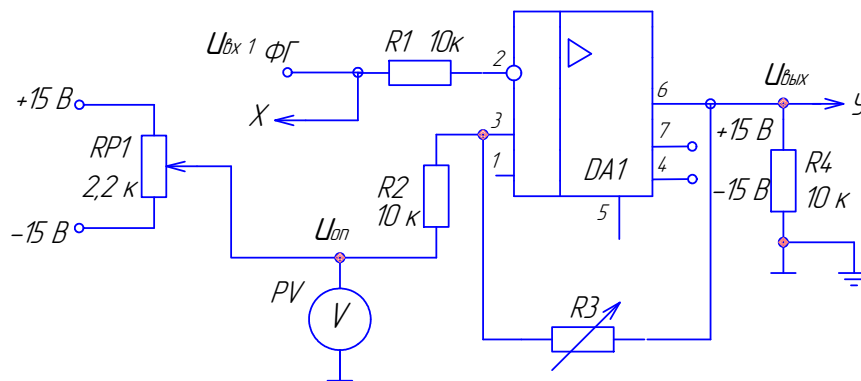 Uвх 1 ФГ
R1 10к
2
X
+15 В
RP1
2,2 к
−15 В
3
1
R2
10 к
Uоп
PV
V
DA1
6
7
4
5
+15 В
−15 В
Uвых
У
R4
10 к
R3